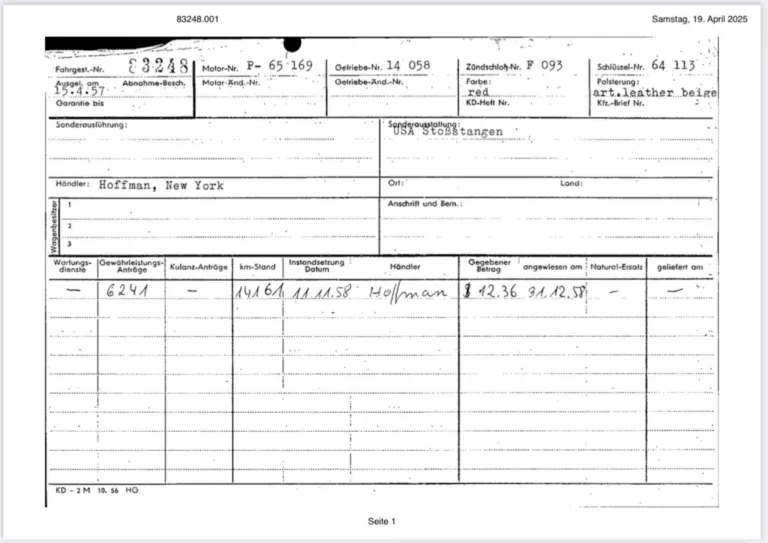 83248.001 Samstag, 19. April 2025
Fahrgest.-Nr. 83248 Motor-Nr. P- 65 169 Getriebe-Nr. 14 058 Zündschloß-Nr. F 093 Schlüssel-Nr. 64 113
Ausgel. am Abnahme-Besch. Motor-Änd.-Nr. Getriebe-Änd.-Nr. Farbe: Polsterung:
15.4.57 red art.leather beige
Garantie bis KD-Heft Nr. Kfz.-Brief Nr.
Sonderausführung: Sonderausstattung:
USA Stoßstangen
Händler: Hoffman, New York Ort: Land:
Wagenbesitzer
1 Anschrift und Bem.:
2
3
Wartungs- Gewährleistungs- Kulanz-Anträge km-Stand Instandsetzung Händler Gegebener angewiesen am Natural-Ersatz geliefert am
dienste Anträge Datum Betrag
— 6241 — 14161 11.11.58 Hoffman $ 12.36 31.12.58 — —
KD - 2 M 10. 56 HG
Seite 1